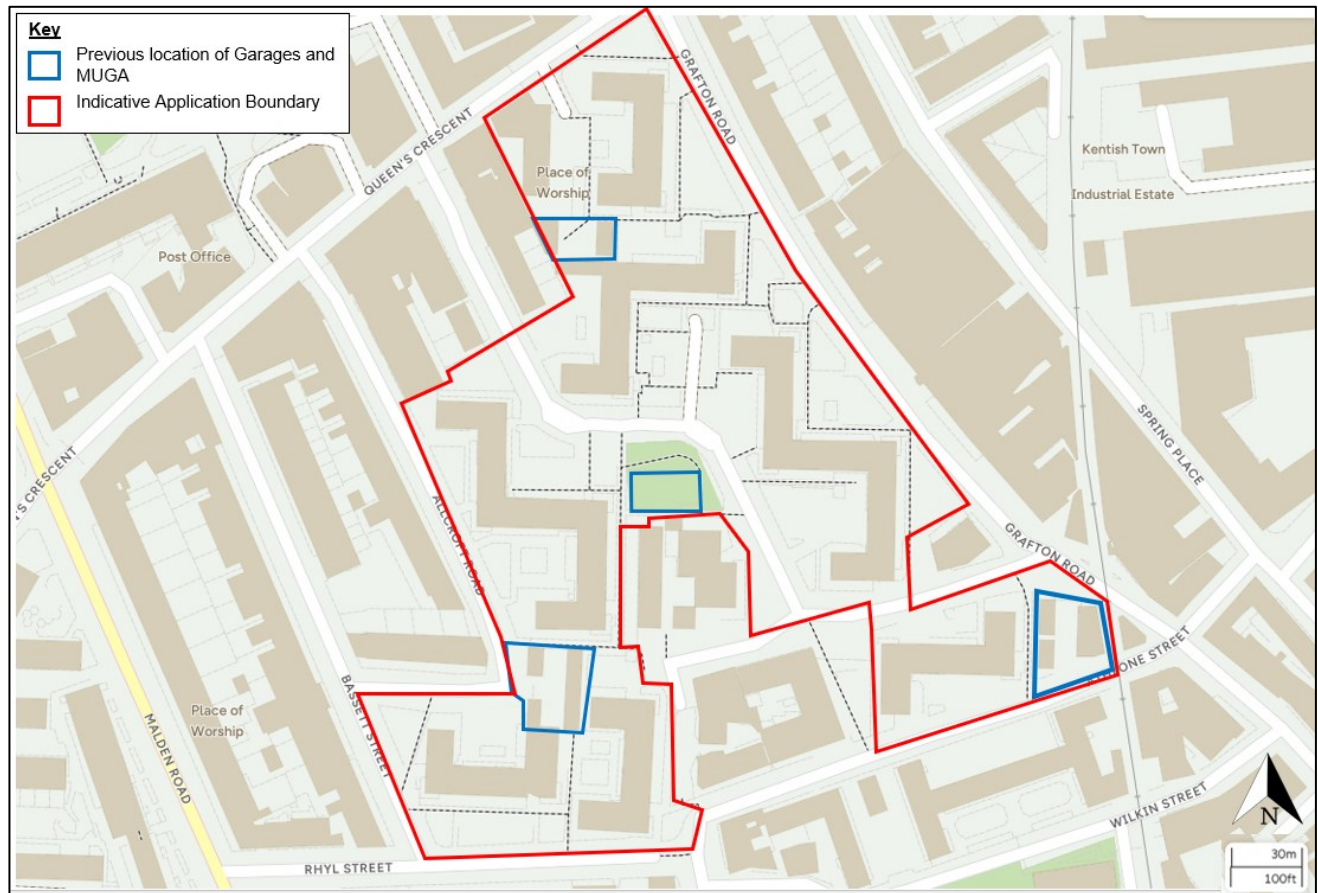 Key
Previous location of Garages and
MUGA
Indicative Application Boundary
QUEEN'S CRESCENT
GRAFTON ROAD
Kentish Town
Industrial Estate
Place of
Worship
Post Office
SPRING PLACE
ALLCROFT ROAD
GRAFTON ROAD
BASSETT STREET
Place of
Worship
MALDEN ROAD
WILKIN STREET
RHYL STREET
N
30m
100ft